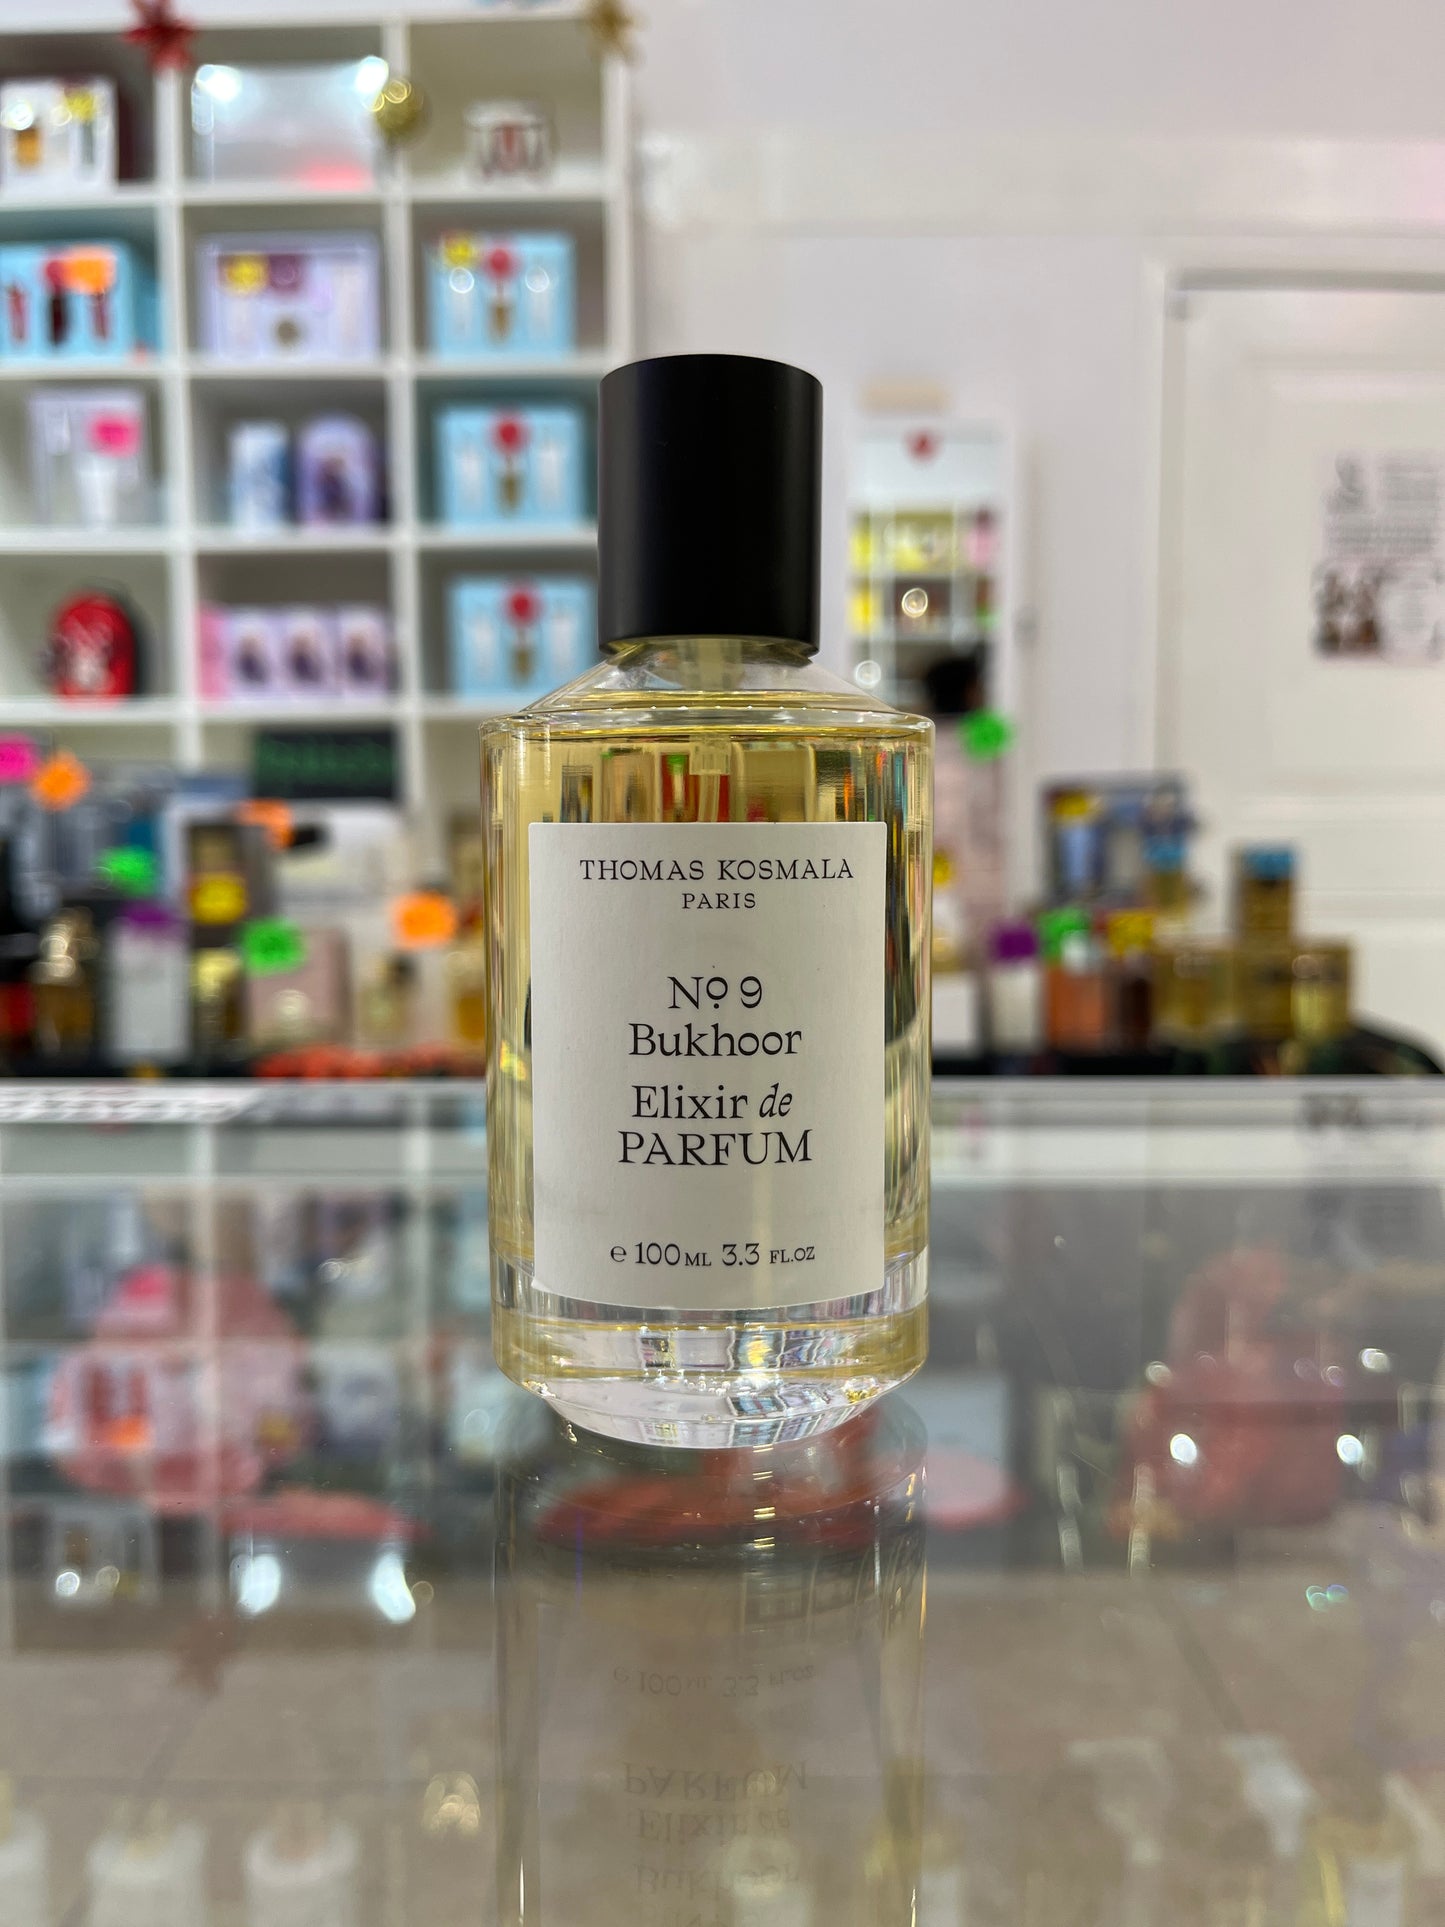 THOMAS KOSMALA
PARIS
Nº 9
Bukhoor
Elixir de
PARFUM
℮ 100ML 3.3 FL.OZ